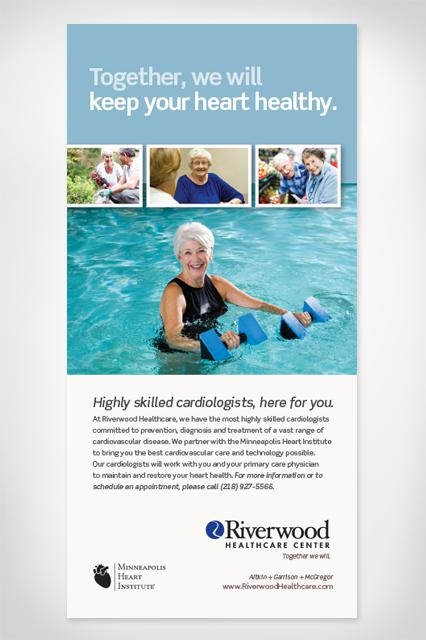 Together, we will
keep your heart healthy.
Highly skilled cardiologists, here for you.
At Riverwood Healthcare, we have the most highly skilled cardiologists
committed to prevention, diagnosis and treatment of a vast range of
cardiovascular disease. We partner with the Minneapolis Heart Institute
to bring you the best cardiovascular care and technology possible.
Our cardiologists will work with you and your primary care physician
to maintain and restore your heart health. For more information or to
schedule an appointment, please call (218) 927-5566.
Riverwood
HEALTHCARE CENTER
Together we will.
Minneapolis
Heart
Institute®
Aitkin + Garrison + McGregor
www.RiverwoodHealthcare.com